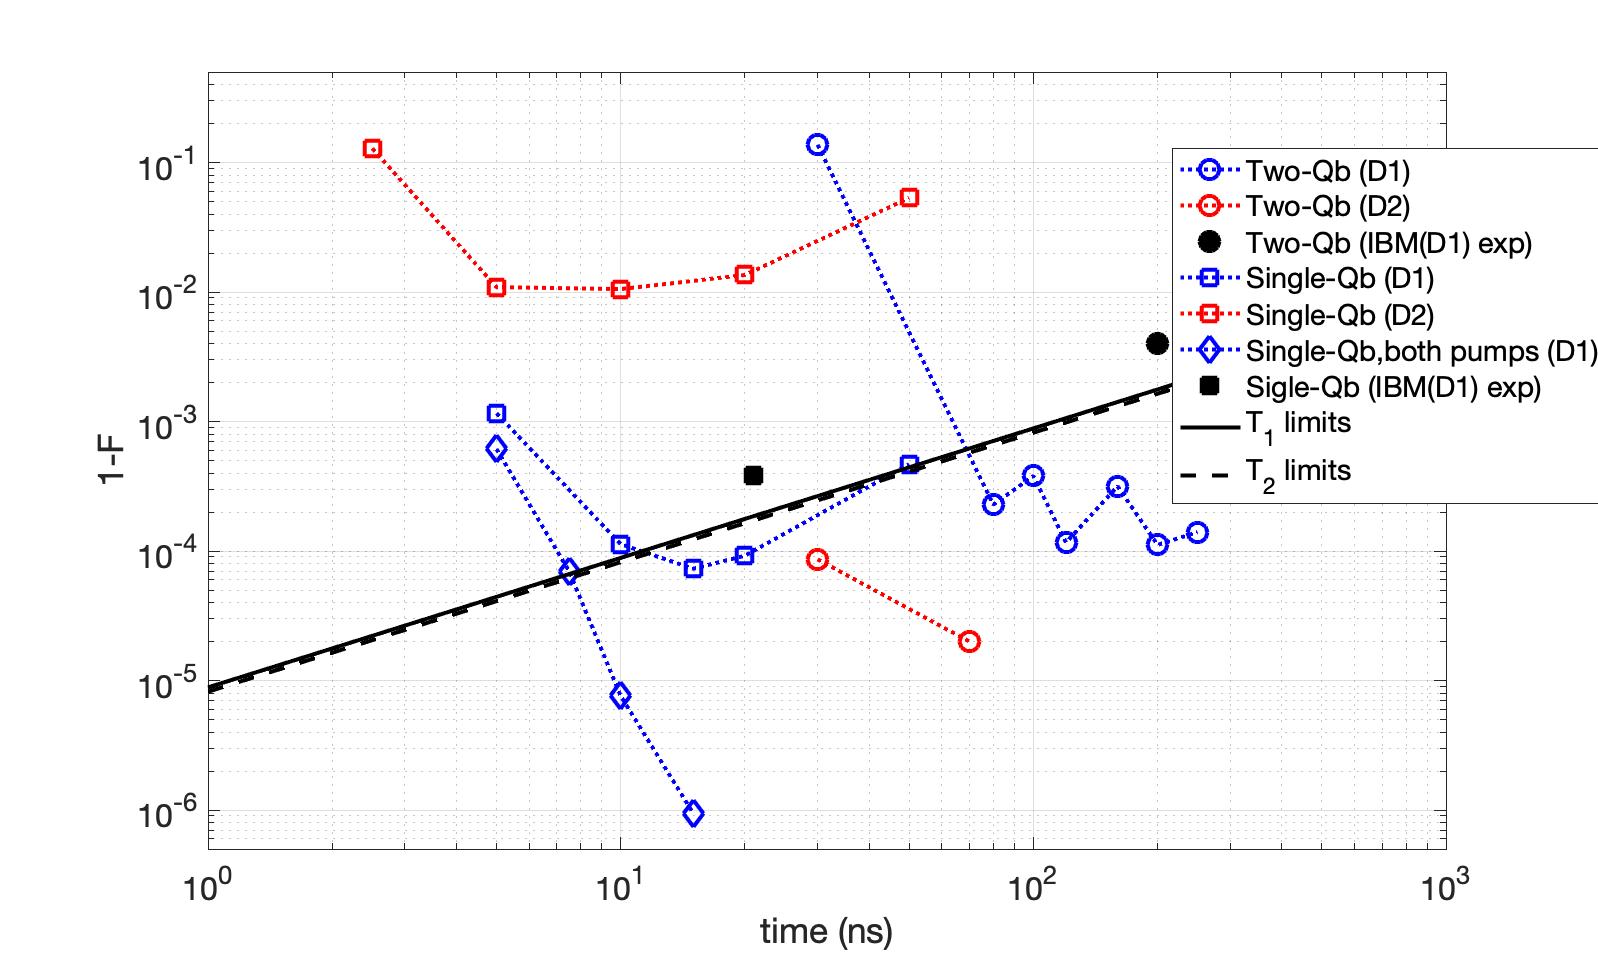 10^-1
10^-2
10^-3
10^-4
10^-5
10^-6
1-F
Two-Qb (D1)
Two-Qb (D2)
Two-Qb (IBM(D1) exp)
Single-Qb (D1)
Single-Qb (D2)
Single-Qb,both pumps (D1)
Sigle-Qb (IBM(D1) exp)
T_1 limits
T_2 limits
10^0 10^1 10^2 10^3
time (ns)